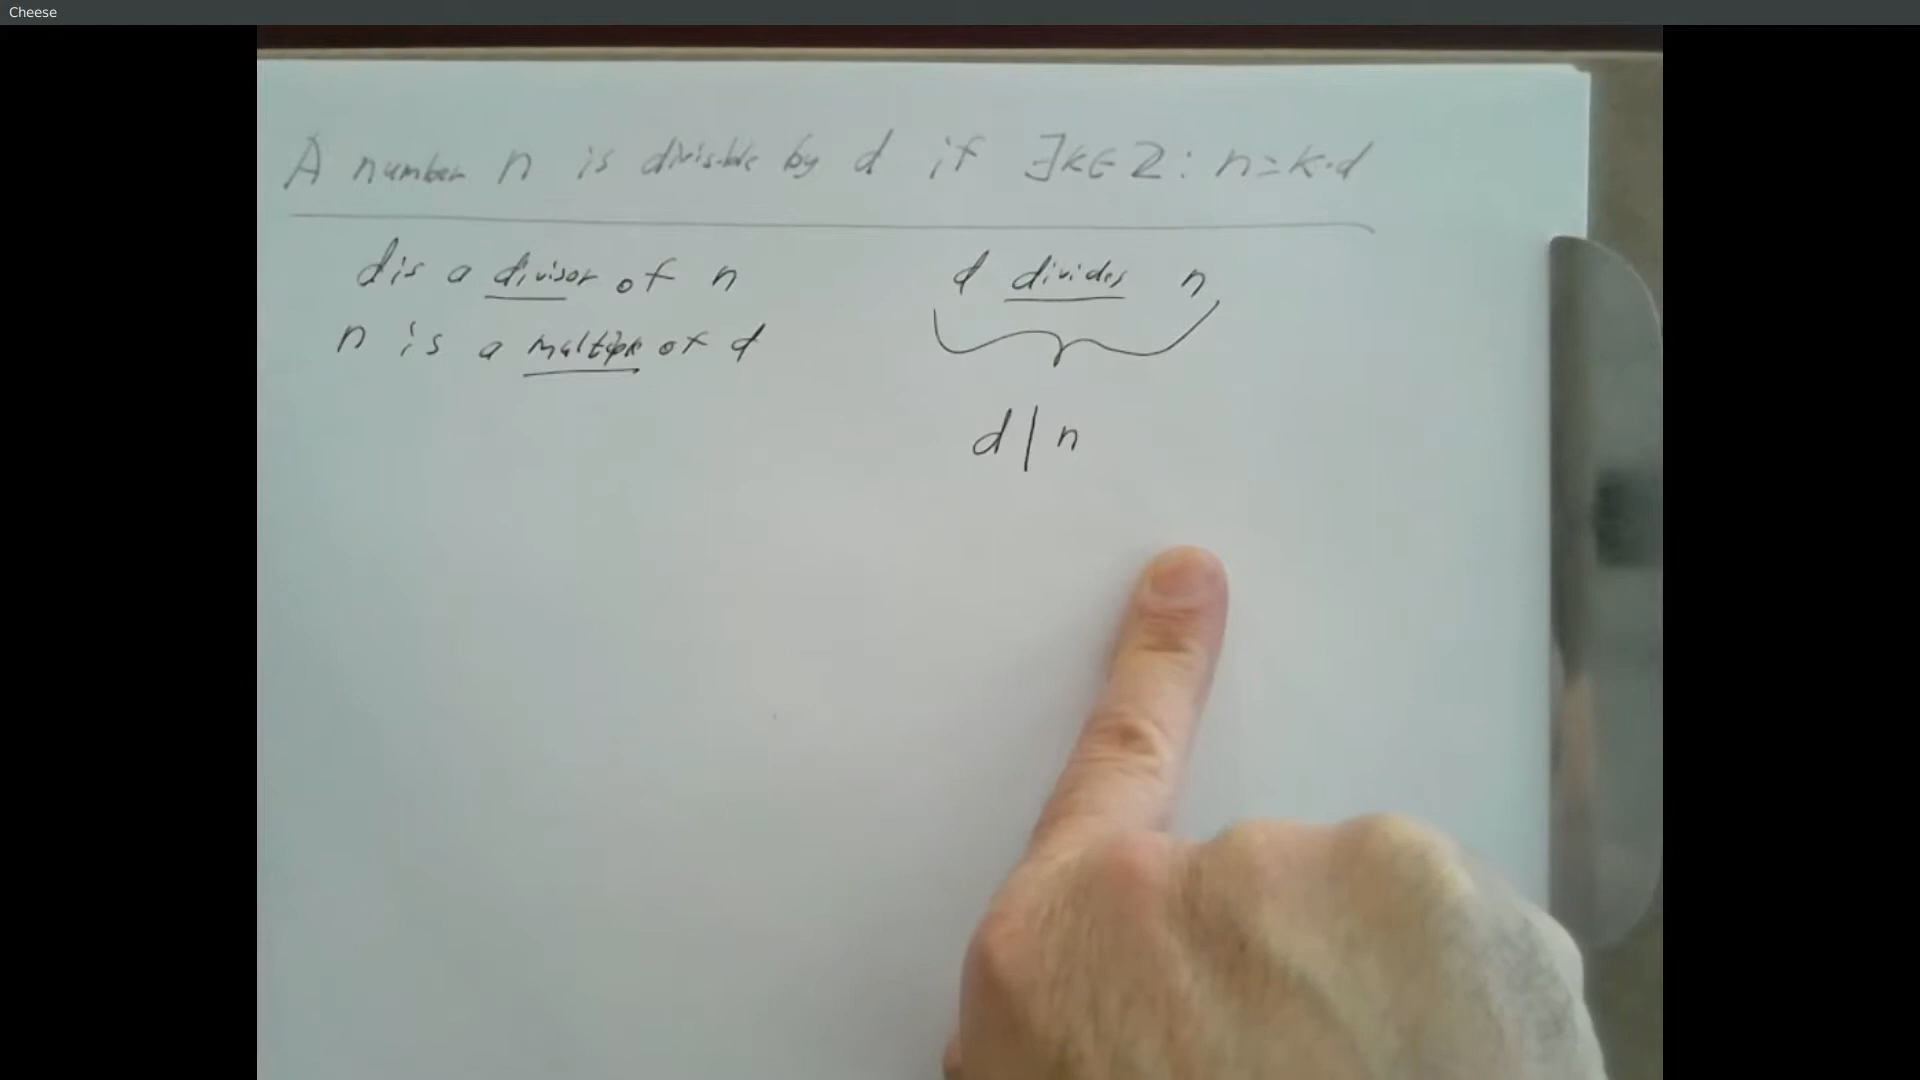 Cheese
A number n is divisible by d if ∃k∈Z: n=k·d
d is a divisor of n
n is a multiple of d
d divides n
d|n